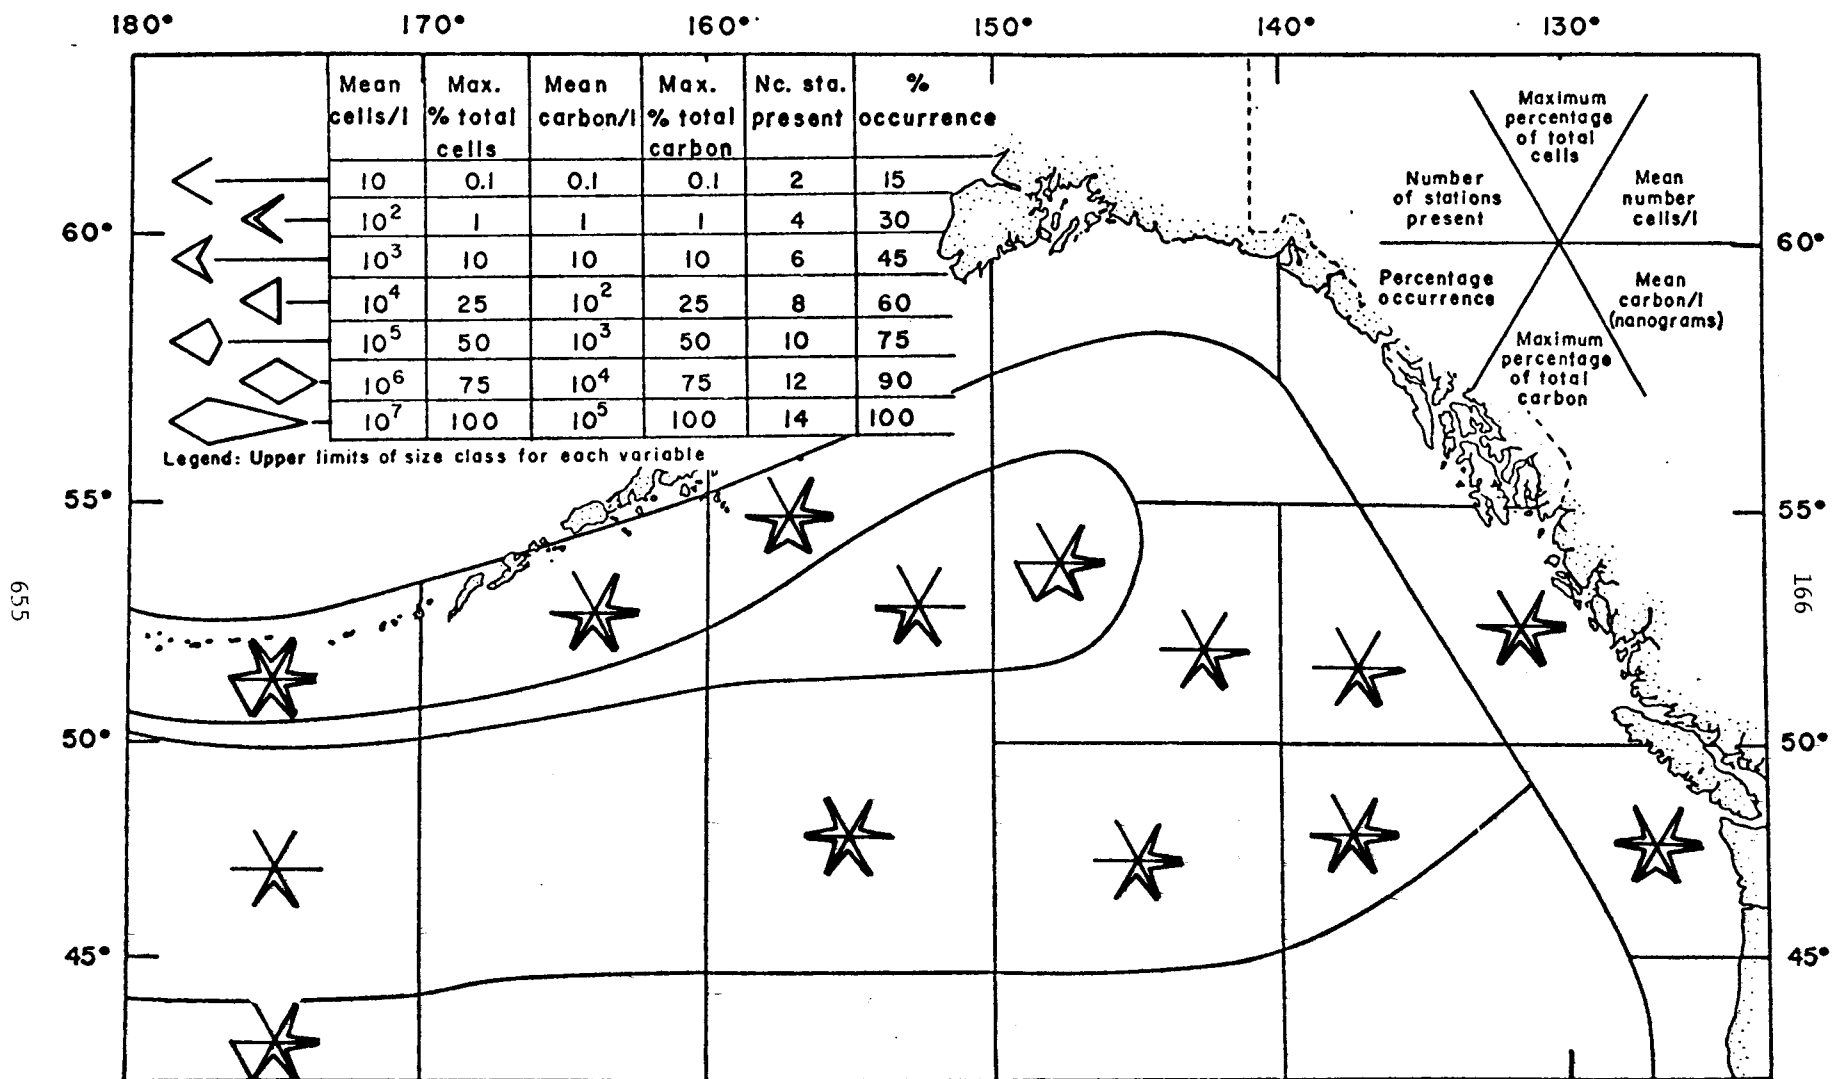 180° 170° 160° 150° 140° 130°
Mean cells/l Max. % total cells Mean carbon/l Max. % total carbon Nc. sta. present % occurrence
10 0.1 0.1 0.1 2 15
10² 1 1 1 4 30
10³ 10 10 10 6 45
10⁴ 25 10² 25 8 60
10⁵ 50 10³ 50 10 75
10⁶ 75 10⁴ 75 12 90
10⁷ 100 10⁵ 100 14 100
Legend: Upper limits of size class for each variable
Maximum
percentage
of total
cells
Number
of stations
present
Mean
number
cells/l
Percentage
occurrence
Mean
carbon/l
(nanograms)
Maximum
percentage
of total
carbon
60° 60°
55° 55°
50° 50°
45° 45°
655
166